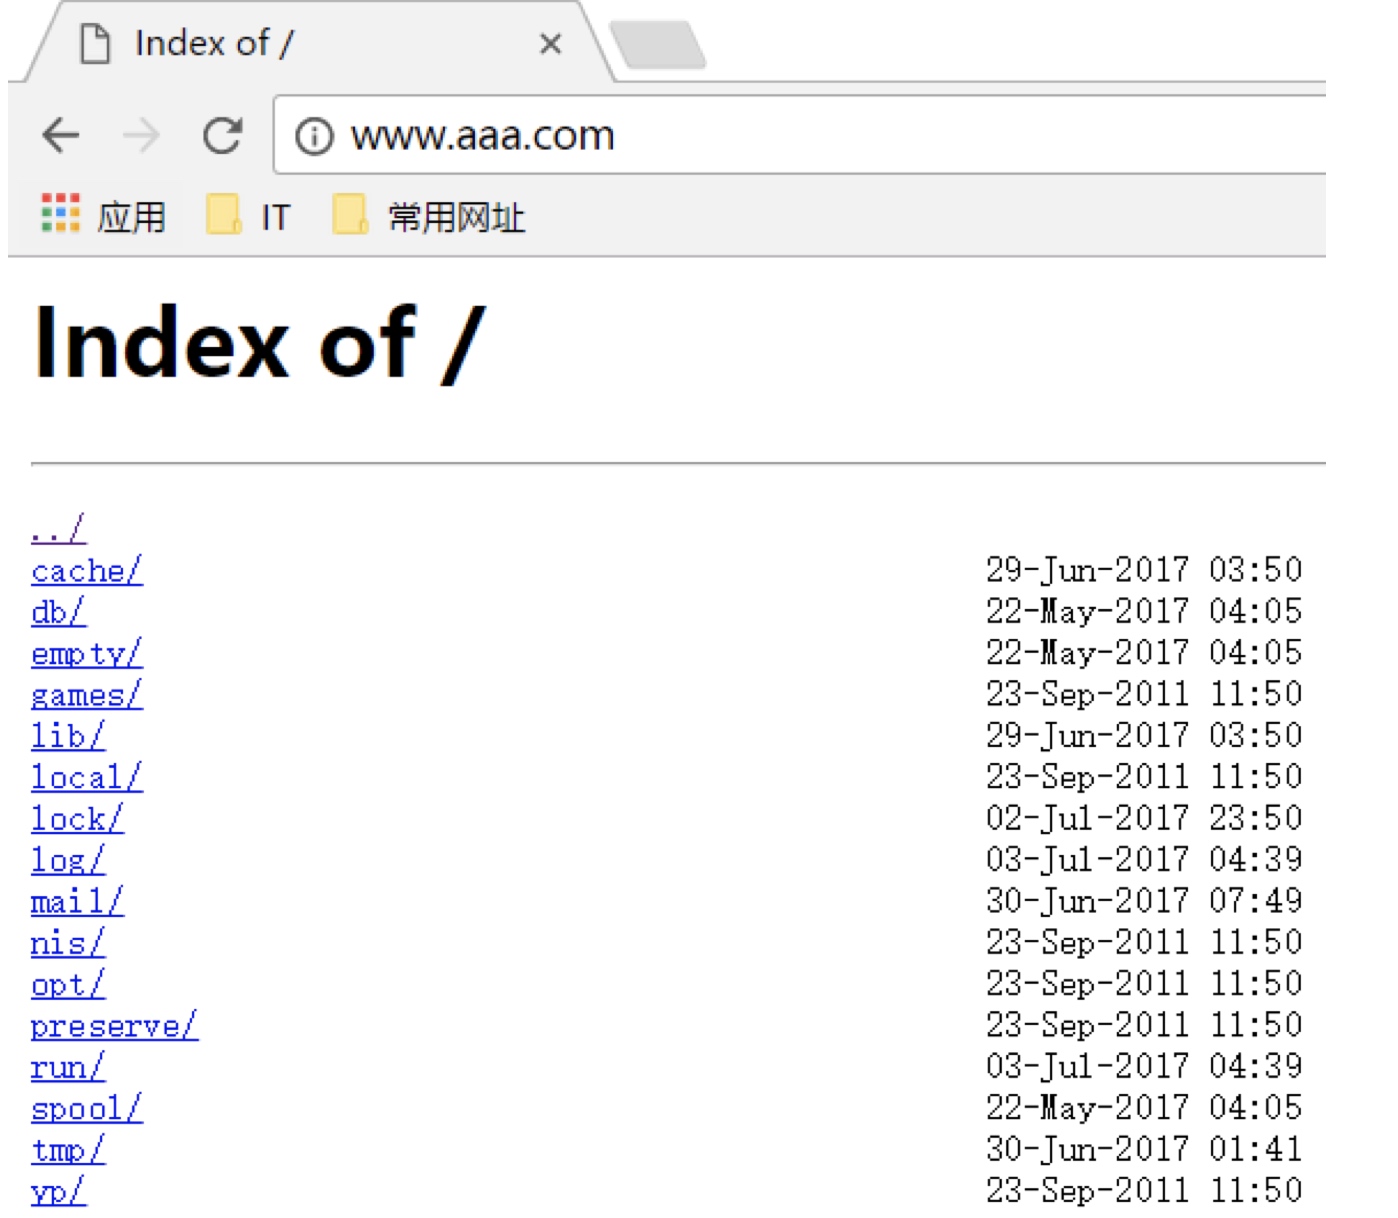 Index of /
www.aaa.com
应用 IT 常用网址
Index of /
../
cache/ 29-Jun-2017 03:50
db/ 22-May-2017 04:05
empty/ 22-May-2017 04:05
games/ 23-Sep-2011 11:50
lib/ 29-Jun-2017 03:50
local/ 23-Sep-2011 11:50
lock/ 02-Jul-2017 23:50
log/ 03-Jul-2017 04:39
mail/ 30-Jun-2017 07:49
nis/ 23-Sep-2011 11:50
opt/ 23-Sep-2011 11:50
preserve/ 23-Sep-2011 11:50
run/ 03-Jul-2017 04:39
spool/ 22-May-2017 04:05
tmp/ 30-Jun-2017 01:41
yp/ 23-Sep-2011 11:50